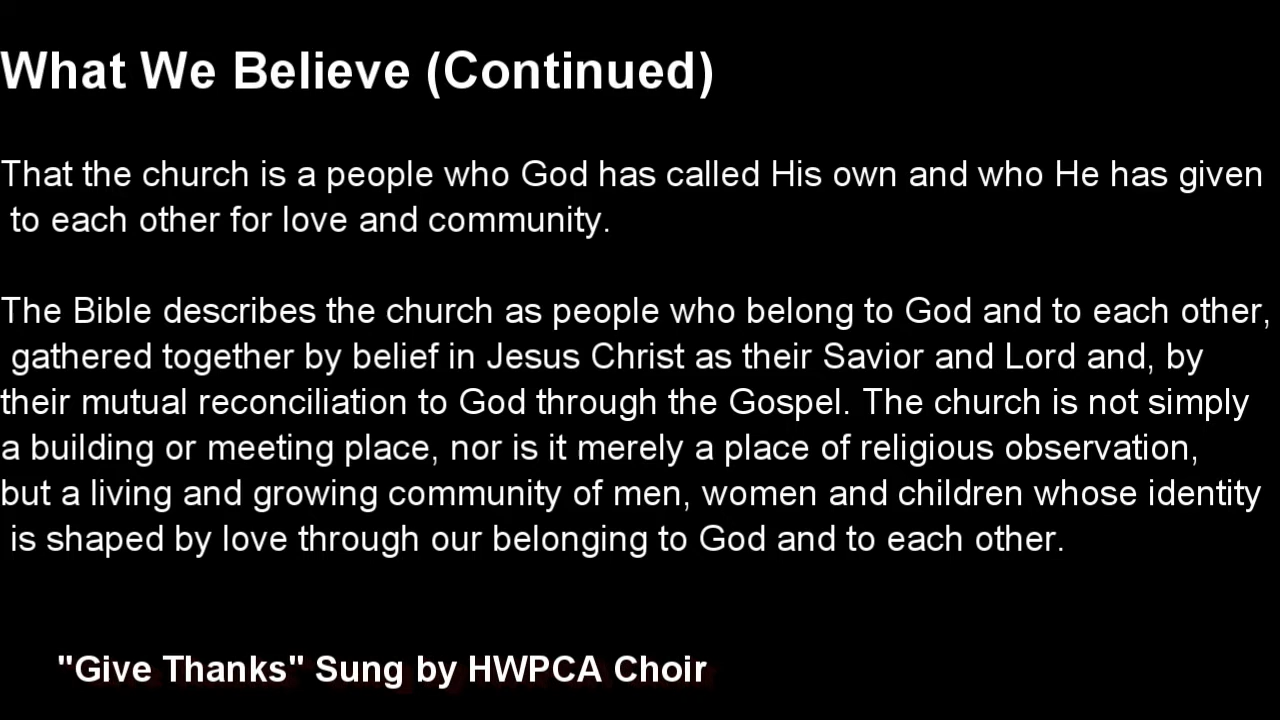 What We Believe (Continued)
That the church is a people who God has called His own and who He has given
to each other for love and community.
The Bible describes the church as people who belong to God and to each other,
gathered together by belief in Jesus Christ as their Savior and Lord and, by
their mutual reconciliation to God through the Gospel. The church is not simply
a building or meeting place, nor is it merely a place of religious observation,
but a living and growing community of men, women and children whose identity
is shaped by love through our belonging to God and to each other.
"Give Thanks" Sung by HWPCA Choir